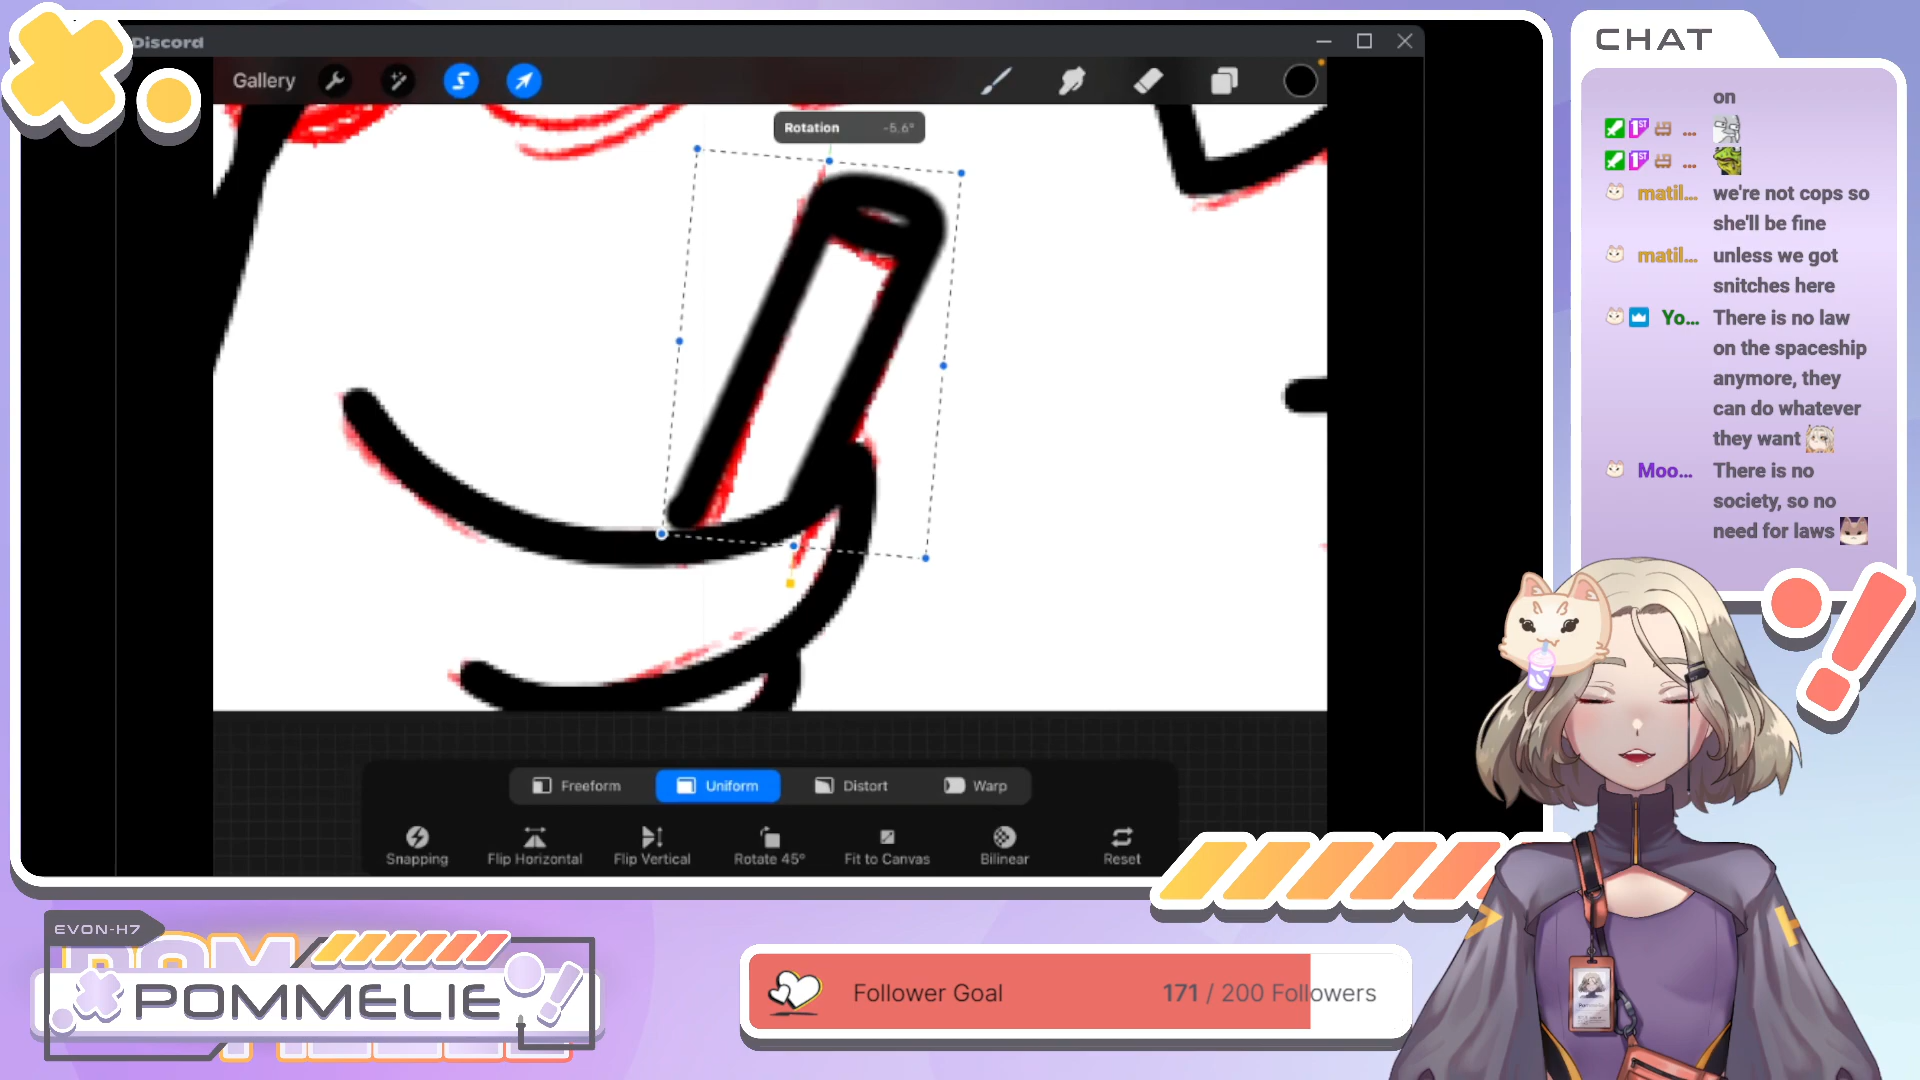 Discord
Gallery
Rotation -5.6°
Freeform Uniform Distort Warp
Snapping Flip Horizontal Flip Vertical Rotate 45° Fit to Canvas Bilinear Reset
CHAT
on
1ST ...
1ST ...
matil... we're not cops so
she'll be fine
matil... unless we got
snitches here
Yo... There is no law
on the spaceship
anymore, they
can do whatever
they want
Moo... There is no
society, so no
need for laws
EVON-H7
POMMELIE
Follower Goal 171 / 200 Followers